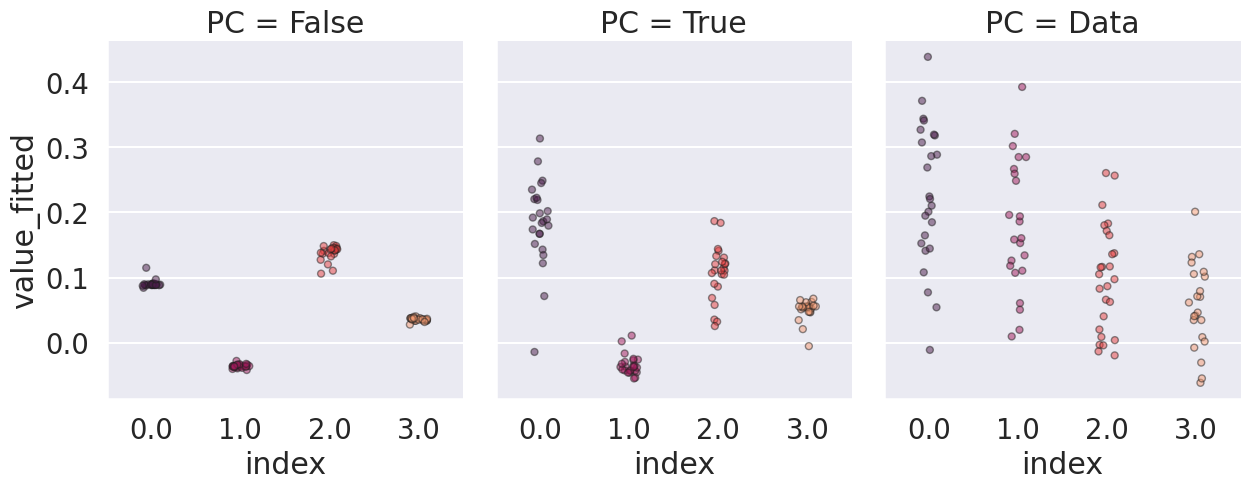 PC = False
PC = True
PC = Data
value_fitted
0.4
0.3
0.2
0.1
0.0
0.0 1.0 2.0 3.0
0.0 1.0 2.0 3.0
0.0 1.0 2.0 3.0
index
index
index